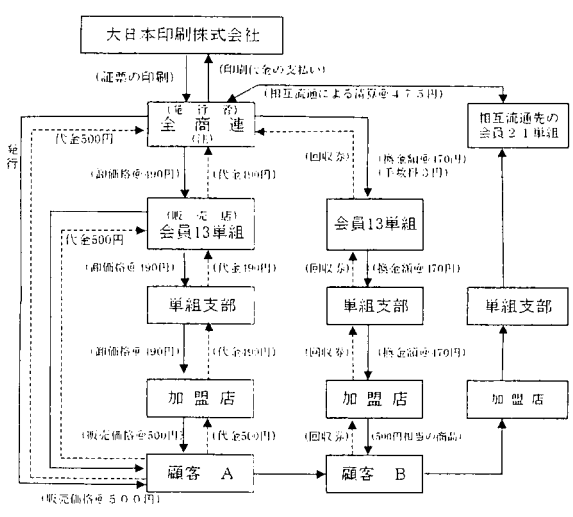 大日本印刷株式会社
(証票の印刷)
(印刷代金の支払い)
(相互流通による清算@475円)
(発行者)
全商連
(注)
相互流通先の
会員21単組
代金500円
発行
(卸価格@490円)
(代金490円)
(回収券)
(換金額@470円)
(手数料3円)
(販売店)
会員13単組
会員13単組
代金500円
(卸価格@490円)
(代金490円)
(回収券)
(換金額@470円)
単組支部
単組支部
単組支部
(卸価格@490円)
(代金490円)
(回収券)
(換金額@470円)
加盟店
加盟店
加盟店
(販売価格@500円)
(代金500円)
(回収券)
(500円相当の商品)
顧客 A
顧客 B
(販売価格@500円)